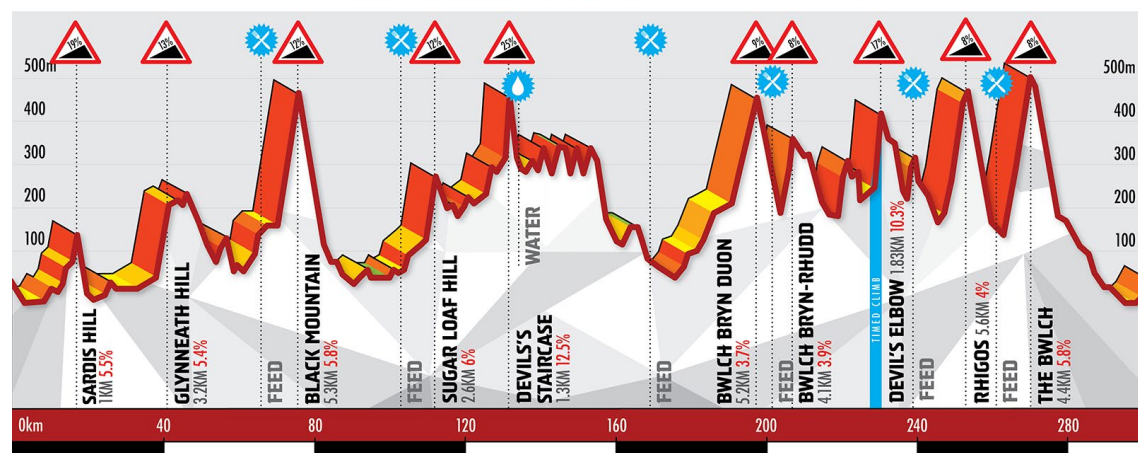 19%
13%
12%
12%
25%
9%
8%
17%
8%
8%
500m
400
300
200
100
500m
400
300
200
100
SARDIS HILL
1KM 5.5%
GLYNNEATH HILL
3.2KM 5.4%
FEED
BLACK MOUNTAIN
5.3KM 5.8%
FEED
SUGAR LOAF HILL
2.6KM 6%
WATER
DEVILS'S
STAIRCASE
1.3KM 12.5%
FEED
BWLCH BRYN DUON
5.2KM 3.7%
FEED
BWLCH BRYN-RHUDD
4.1KM 3.9%
TIMED CLIMB
DEVIL'S ELBOW
1.83KM 10.3%
FEED
RHIGOS 5.6KM 4%
FEED
THE BWLCH
4.4KM 5.8%
0km 40 80 120 160 200 240 280